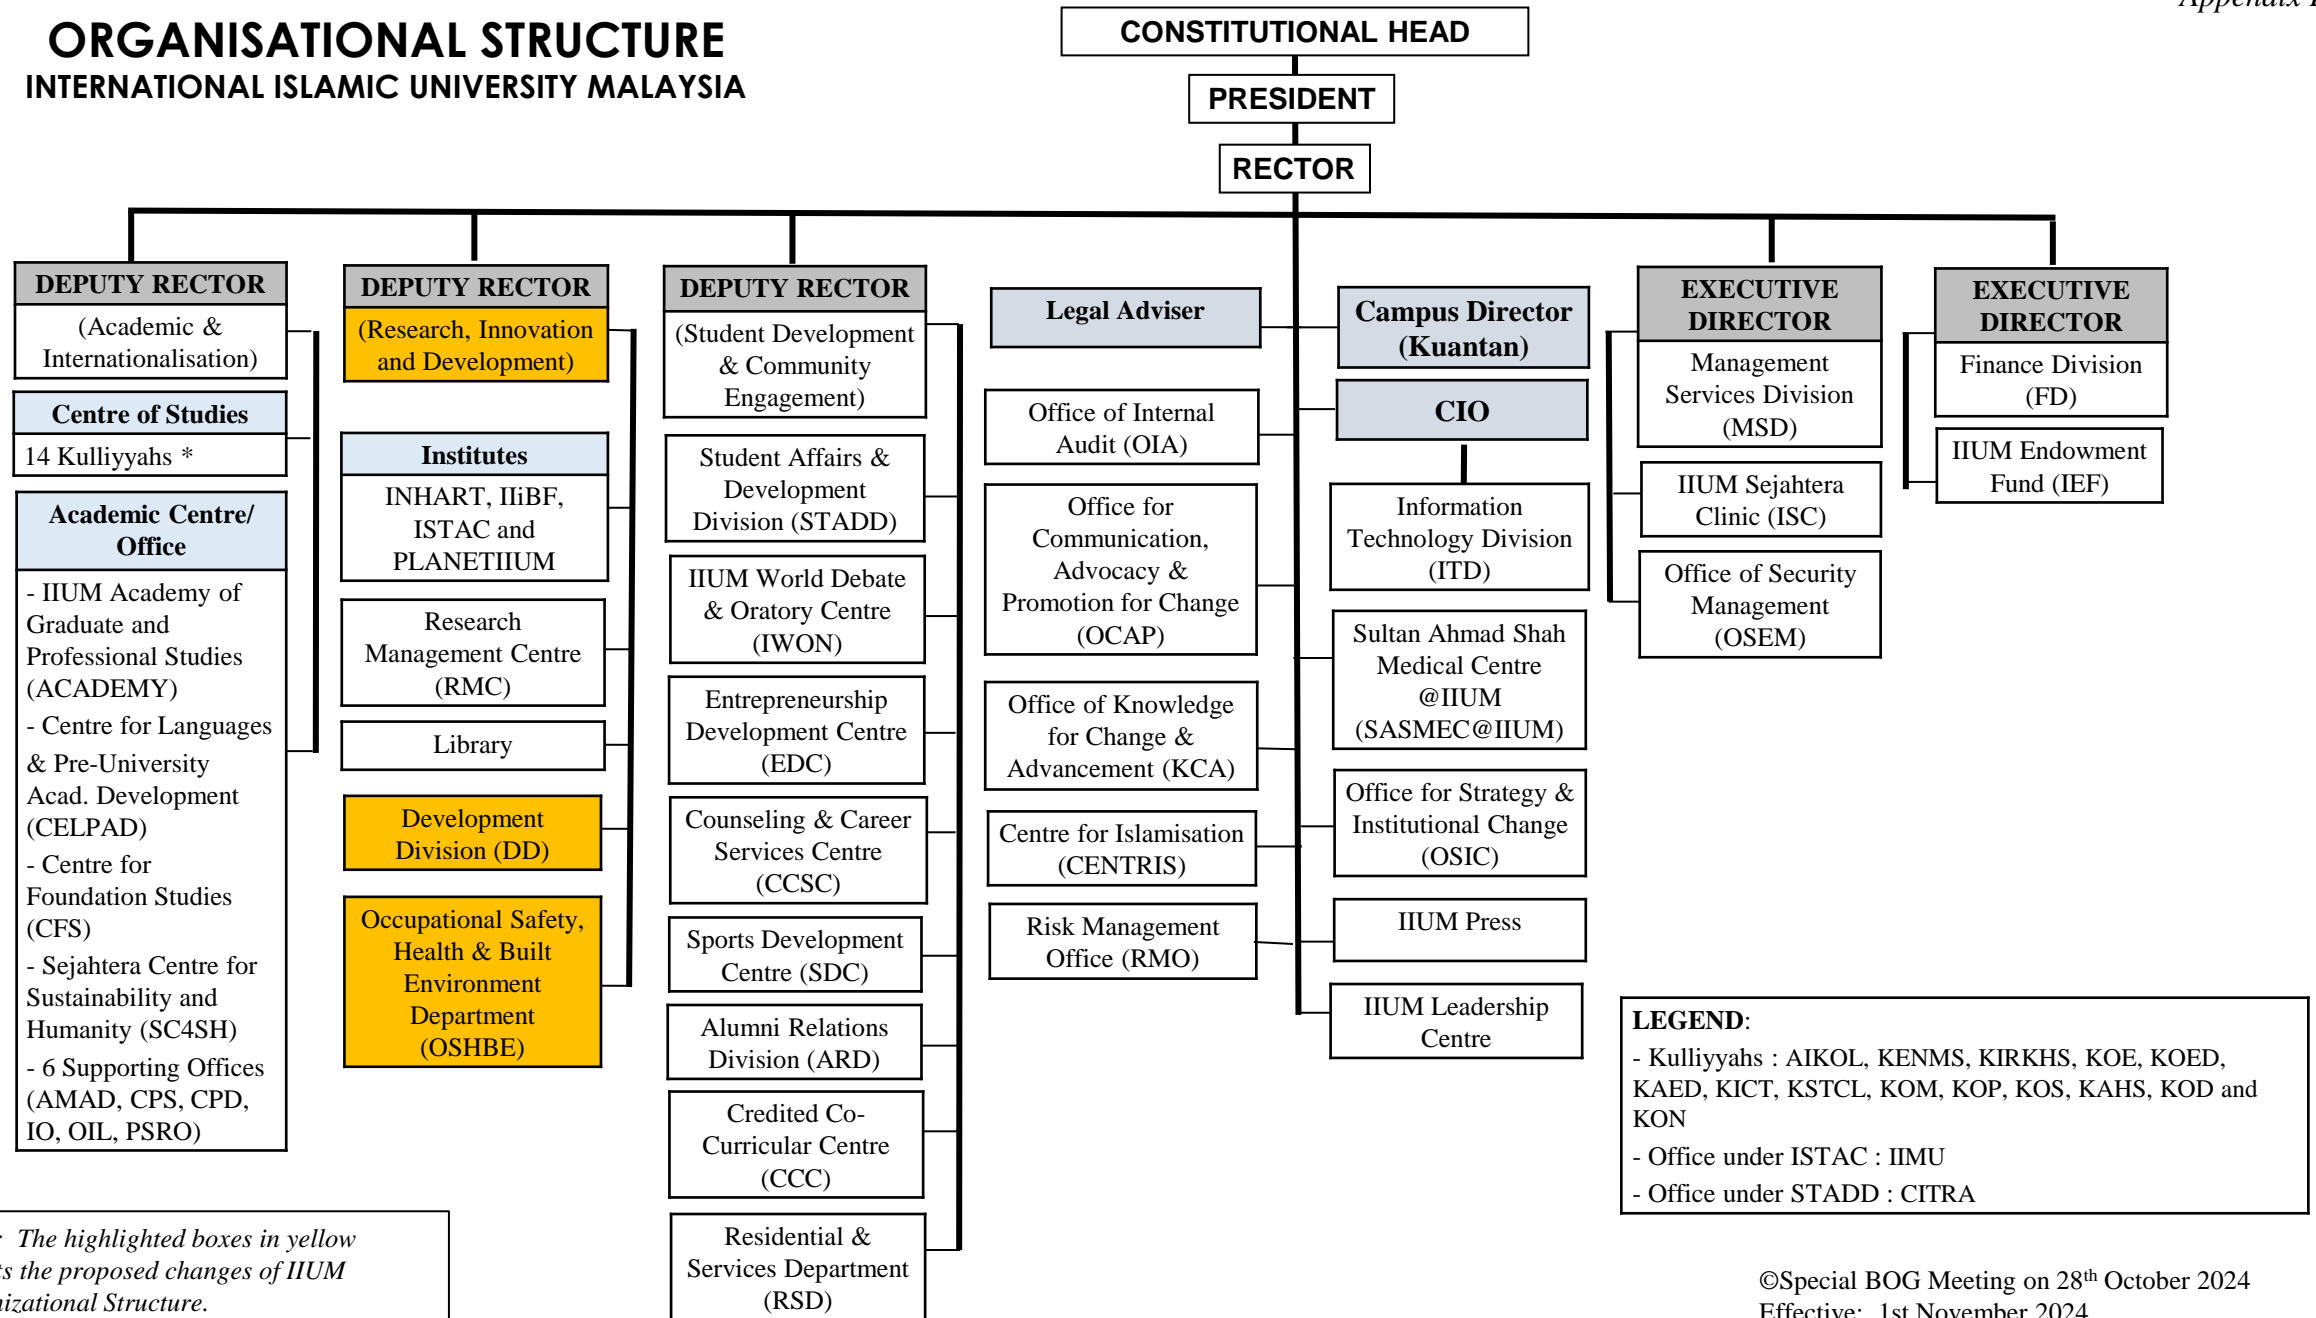 Appendix
ORGANISATIONAL STRUCTURE
INTERNATIONAL ISLAMIC UNIVERSITY MALAYSIA
CONSTITUTIONAL HEAD
PRESIDENT
RECTOR
DEPUTY RECTOR
(Academic &
Internationalisation)
Centre of Studies
14 Kulliyyahs *
Academic Centre/
Office
- IIUM Academy of
Graduate and
Professional Studies
(ACADEMY)
- Centre for Languages
& Pre-University
Acad. Development
(CELPAD)
- Centre for
Foundation Studies
(CFS)
- Sejahtera Centre for
Sustainability and
Humanity (SC4SH)
- 6 Supporting Offices
(AMAD, CPS, CPD,
IO, OIL, PSRO)
DEPUTY RECTOR
(Research, Innovation
and Development)
Institutes
INHART, IIiBF,
ISTAC and
PLANETIIUM
Research
Management Centre
(RMC)
Library
Development
Division (DD)
Occupational Safety,
Health & Built
Environment
Department
(OSHBE)
DEPUTY RECTOR
(Student Development
& Community
Engagement)
Student Affairs &
Development
Division (STADD)
IIUM World Debate
& Oratory Centre
(IWON)
Entrepreneurship
Development Centre
(EDC)
Counseling & Career
Services Centre
(CCSC)
Sports Development
Centre (SDC)
Alumni Relations
Division (ARD)
Credited Co-
Curricular Centre
(CCC)
Residential &
Services Department
(RSD)
Legal Adviser
Office of Internal
Audit (OIA)
Office for
Communication,
Advocacy &
Promotion for Change
(OCAP)
Office of Knowledge
for Change &
Advancement (KCA)
Centre for Islamisation
(CENTRIS)
Risk Management
Office (RMO)
Campus Director
(Kuantan)
CIO
Information
Technology Division
(ITD)
Sultan Ahmad Shah
Medical Centre
@IIUM
(SASMEC@IIUM)
Office for Strategy &
Institutional Change
(OSIC)
IIUM Press
IIUM Leadership
Centre
EXECUTIVE
DIRECTOR
Management
Services Division
(MSD)
IIUM Sejahtera
Clinic (ISC)
Office of Security
Management
(OSEM)
EXECUTIVE
DIRECTOR
Finance Division
(FD)
IIUM Endowment
Fund (IEF)
LEGEND:
- Kulliyyahs : AIKOL, KENMS, KIRKHS, KOE, KOED,
KAED, KICT, KSTCL, KOM, KOP, KOS, KAHS, KOD and
KON
- Office under ISTAC : IIMU
- Office under STADD : CITRA
: The highlighted boxes in yellow
the proposed changes of IIUM
Structure.
©Special BOG Meeting on 28th October 2024
Effective: 1st November 2024